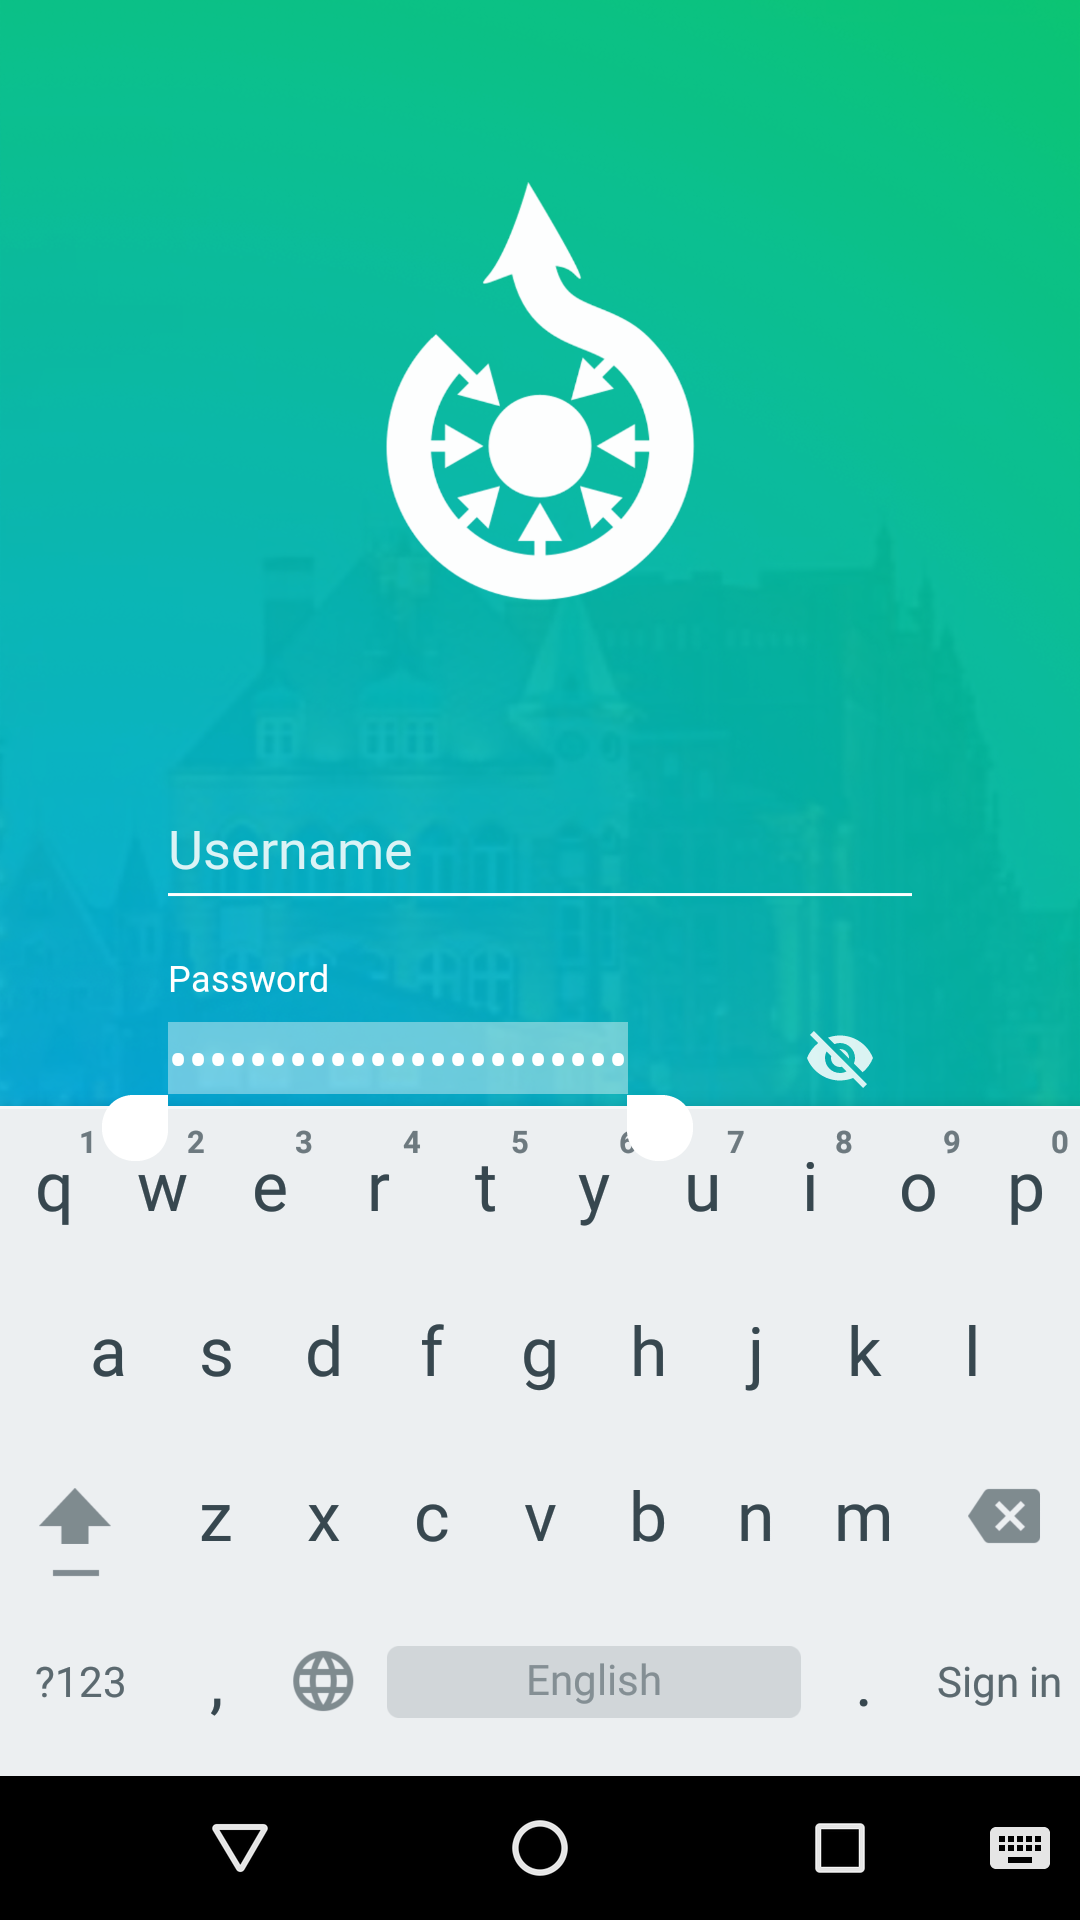 Username
Password
1 2 3 4 5 6 7 8 9 0
q w e r t y u i o p
a s d f g h j k l
z x c v b n m
?123 , English . Sign in